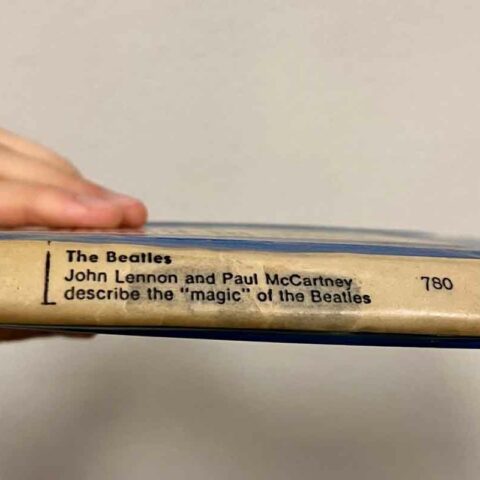 The Beatles
John Lennon and Paul McCartney 780
describe the "magic" of the Beatles